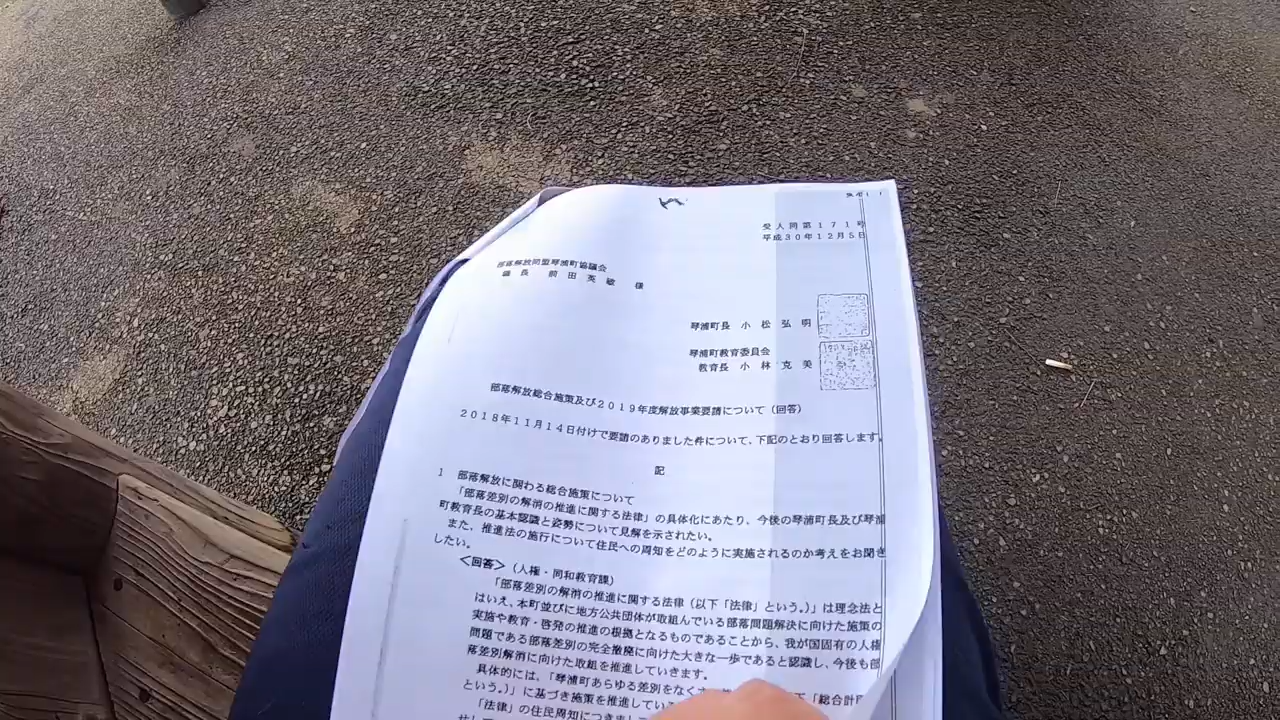 受人同第171号
平成30年12月5日
部落解放同盟琴浦町協議会
議長 前田英敏 様
琴浦町長 小松弘明
琴浦町教育委員会
教育長 小林克美
部落解放総合施策及び2019年度解放事業要請について(回答)
2018年11月14日付けで要請のありました件について、下記のとおり回答します。
記
1 部落解放に関わる総合施策について
「部落差別の解消の推進に関する法律」の具体化にあたり、今後の琴浦町長及び琴浦
町教育長の基本認識と姿勢について見解を示されたい。
また、推進法の施行について住民への周知をどのように実施されるのか考えをお聞き
したい。
<回答>(人権・同和教育課)
「部落差別の解消の推進に関する法律(以下「法律」という。)」は理念法と
はいえ、本町並びに地方公共団体が取組んでいる部落問題解決に向けた施策の
実施や教育・啓発の推進の根拠となるものであることから、我が国固有の人権
問題である部落差別の完全撤廃に向けた大きな一歩であると認識し、今後も部
落差別解消に向けた取組を推進していきます。
具体的には、「琴浦町あらゆる差別をなくす 下「総合計画
という。)」に基づき施策を推進してい
「法律」の住民周知につきまし